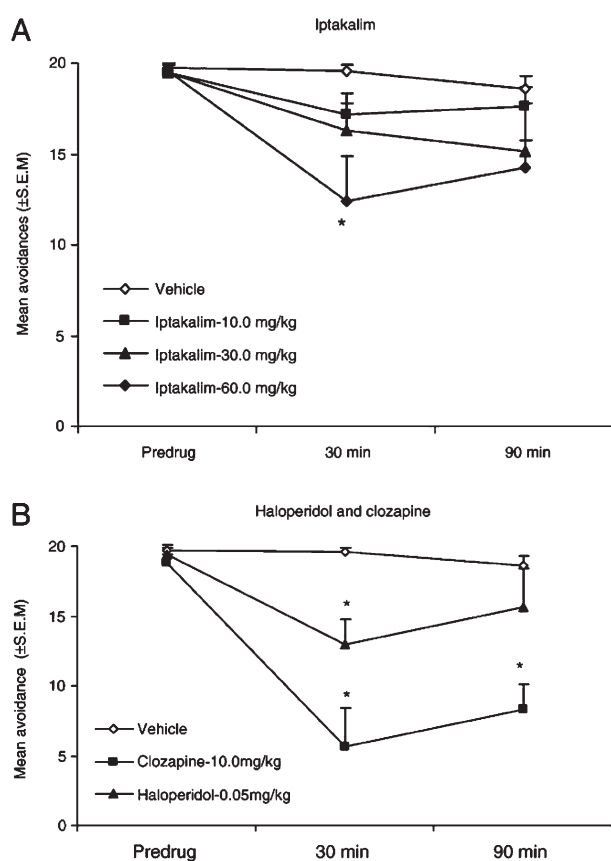 A
Iptakalim
Mean avoidances (±S.E.M)
20
15
10
5
0
*
Vehicle
Iptakalim-10.0 mg/kg
Iptakalim-30.0 mg/kg
Iptakalim-60.0 mg/kg
Predrug 30 min 90 min
B
Haloperidol and clozapine
Mean avoidance (±S.E.M)
20
15
10
5
0
*
*
*
Vehicle
Clozapine-10.0mg/kg
Haloperidol-0.05mg/kg
Predrug 30 min 90 min